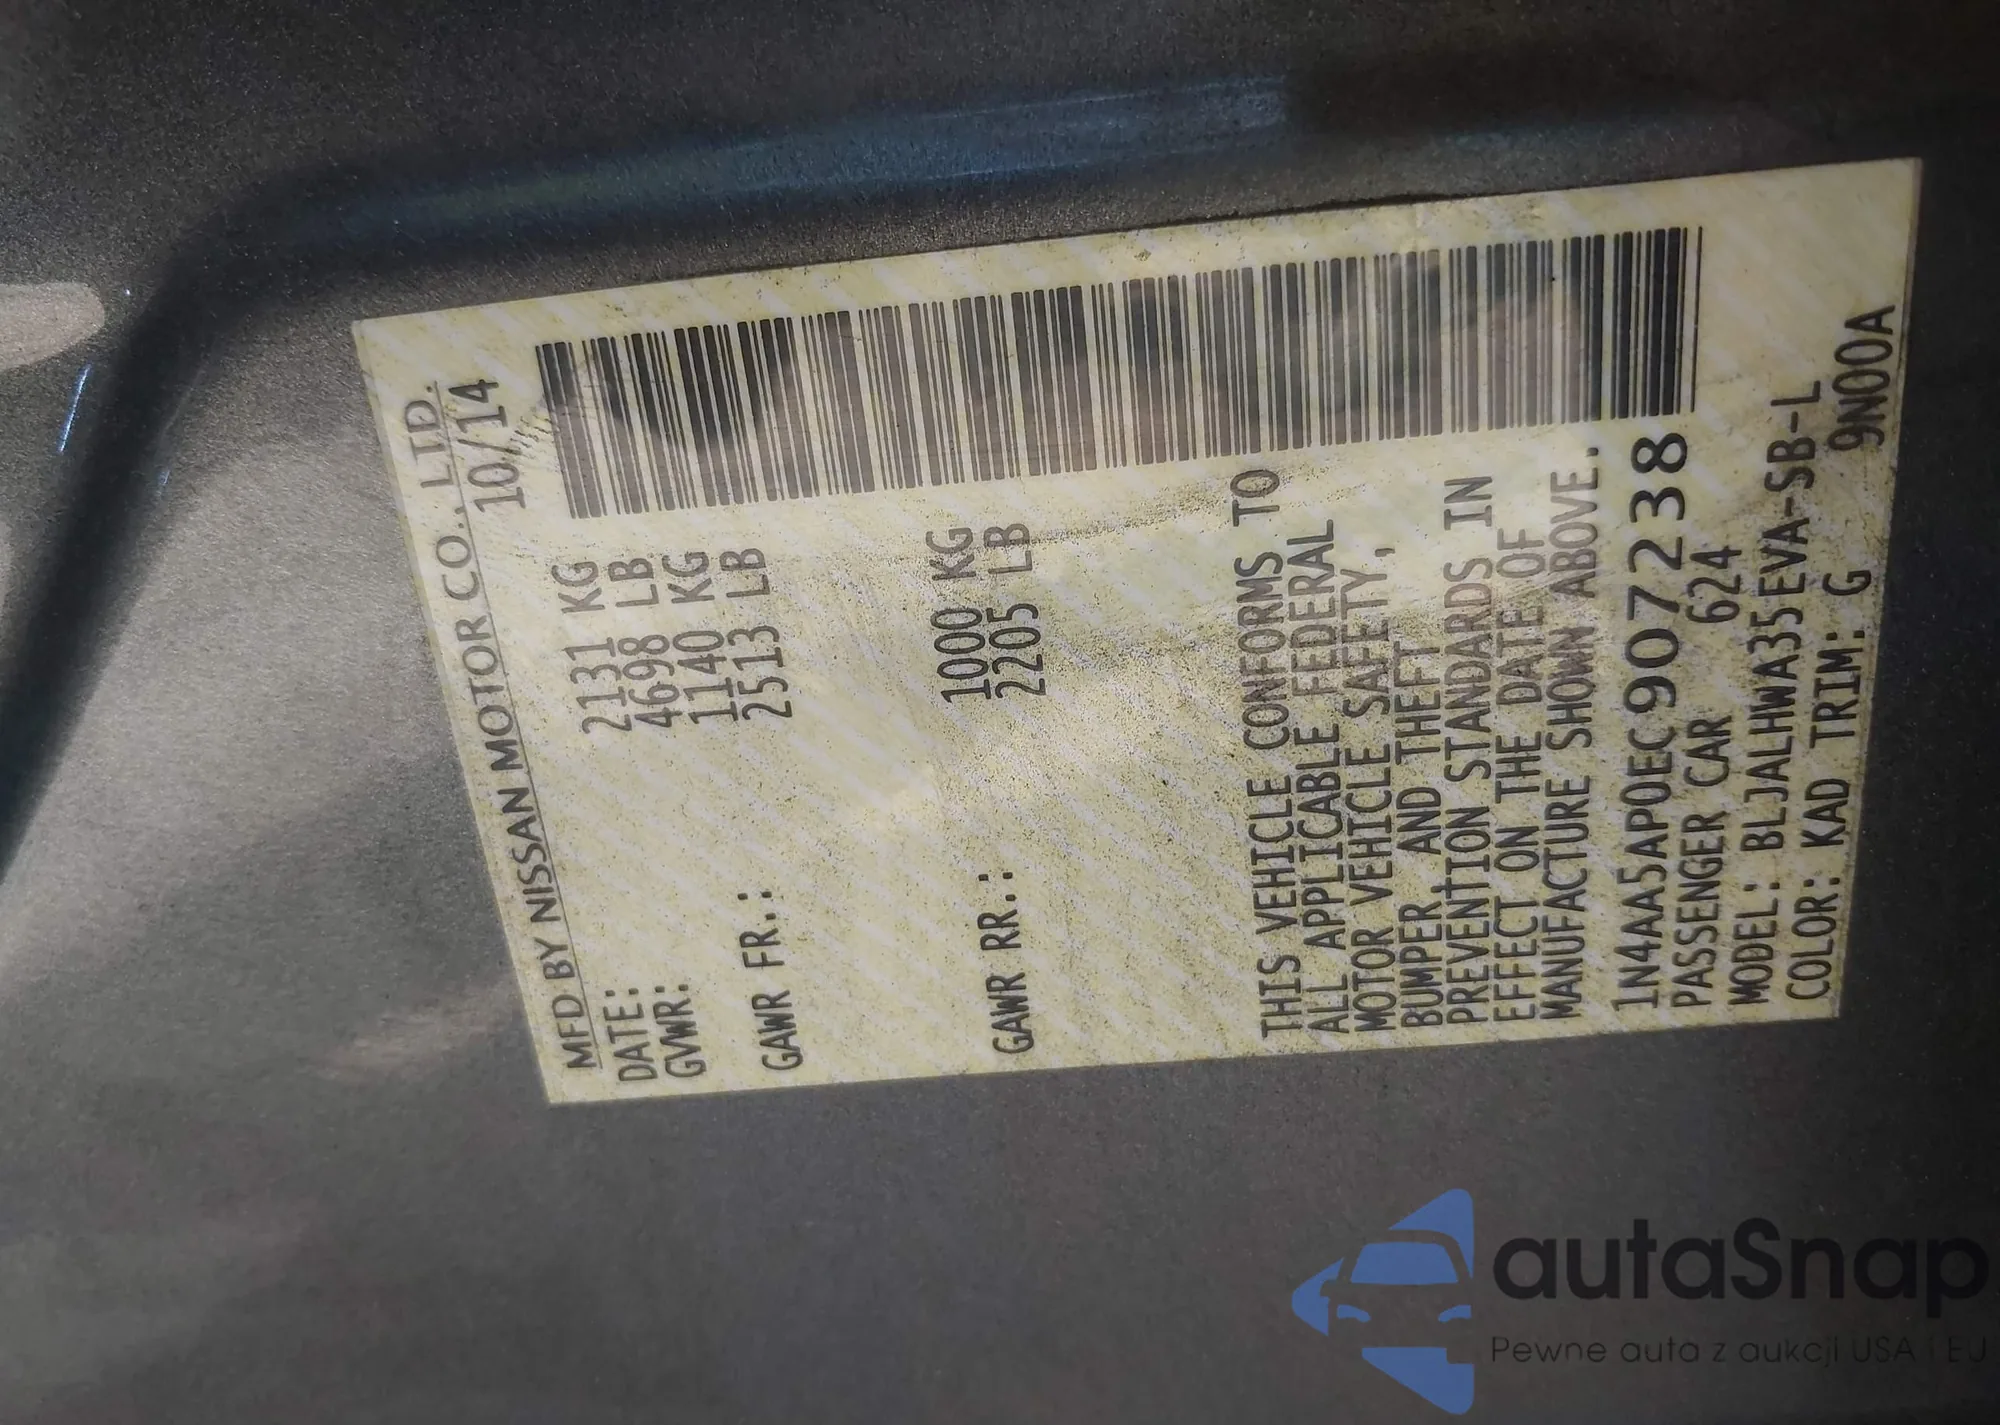 MFD BY NISSAN MOTOR CO., LTD.
DATE: 10/14
GVWR: 2131 KG
4698 LB
GAWR FR.: 1140 KG
2513 LB
GAWR RR.: 1000 KG
2205 LB
THIS VEHICLE CONFORMS TO
ALL APPLICABLE FEDERAL
MOTOR VEHICLE SAFETY,
BUMPER, AND THEFT
PREVENTION STANDARDS IN
EFFECT ON THE DATE OF
MANUFACTURE SHOWN ABOVE.
1N4AA5AP0EC907238
PASSENGER CAR 624
MODEL: BLJALHWA35EVA-SB-L
COLOR: KAD TRIM: G 9N00A
autaSnap
Pewne auta z aukcji USA i EU